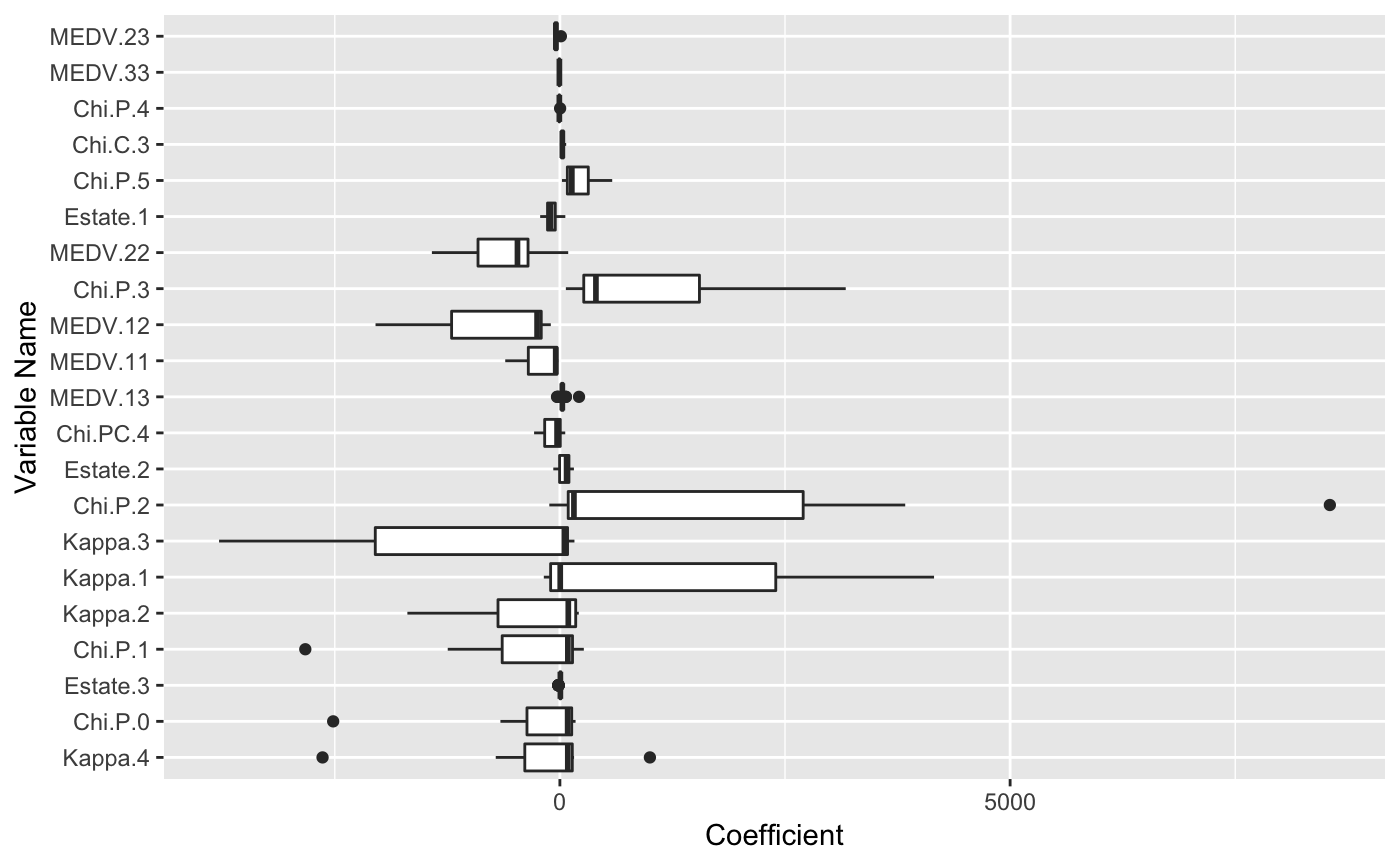 MEDV.23
MEDV.33
Chi.P.4
Chi.C.3
Chi.P.5
Estate.1
MEDV.22
Chi.P.3
MEDV.12
MEDV.11
MEDV.13
Chi.PC.4
Estate.2
Chi.P.2
Kappa.3
Kappa.1
Kappa.2
Chi.P.1
Estate.3
Chi.P.0
Kappa.4
Variable Name
0 5000
Coefficient